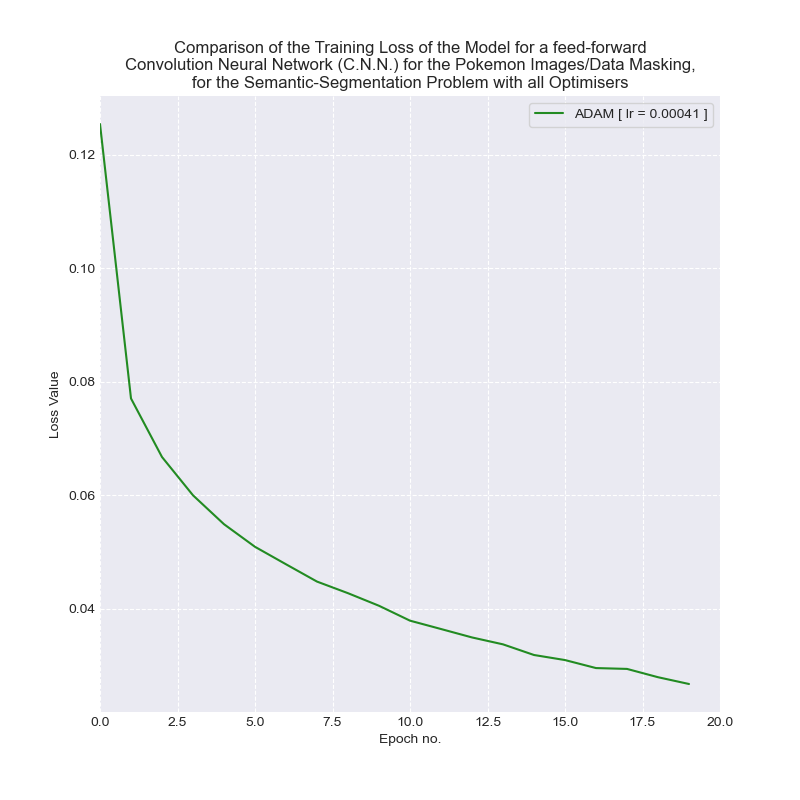 Comparison of the Training Loss of the Model for a feed-forward
Convolution Neural Network (C.N.N.) for the Pokemon Images/Data Masking,
for the Semantic-Segmentation Problem with all Optimisers
ADAM [ lr = 0.00041 ]
0.12
0.10
0.08
0.06
0.04
Loss Value
0.0 2.5 5.0 7.5 10.0 12.5 15.0 17.5 20.0
Epoch no.